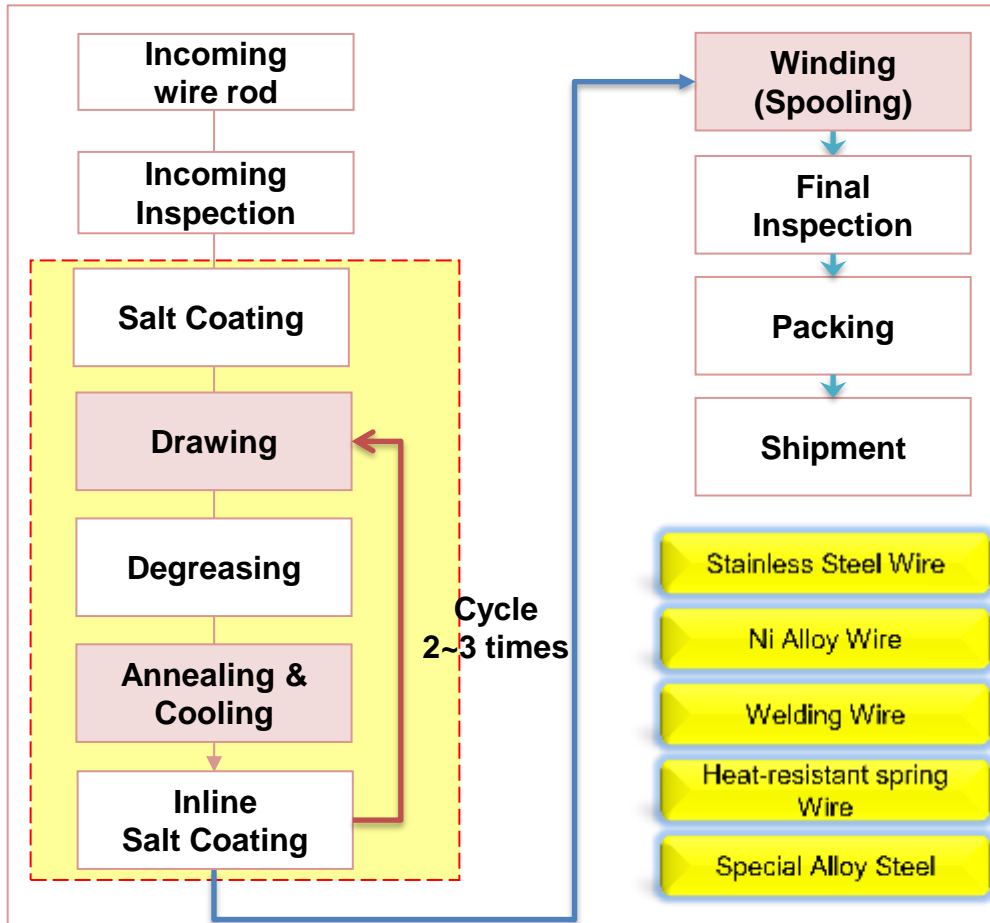 Incoming
wire rod
Incoming
Inspection
Salt Coating
Drawing
Degreasing
Annealing &
Cooling
Inline
Salt Coating
Cycle
2~3 times
Winding
(Spooling)
Final
Inspection
Packing
Shipment
Stainless Steel Wire
Ni Alloy Wire
Welding Wire
Heat-resistant spring
Wire
Special Alloy Steel